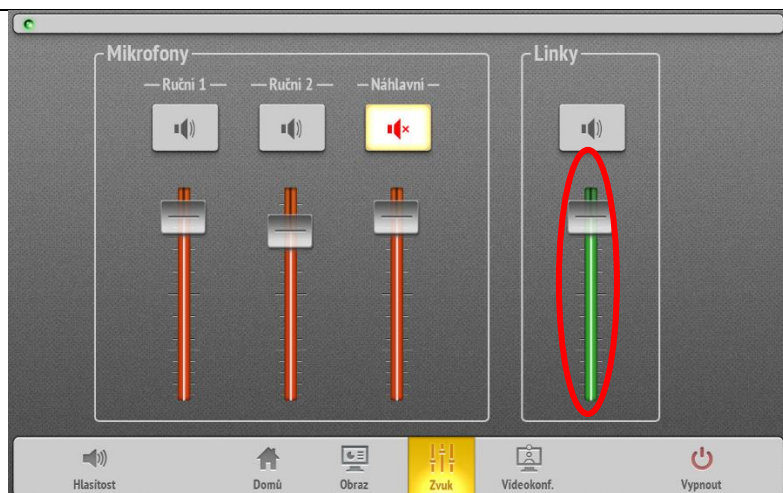 Mikrofony
Linky
Ruční 1
Ruční 2
Náhlavní
Hlasitost
Domů
Obraz
Zvuk
Videokonf.
Vypnout